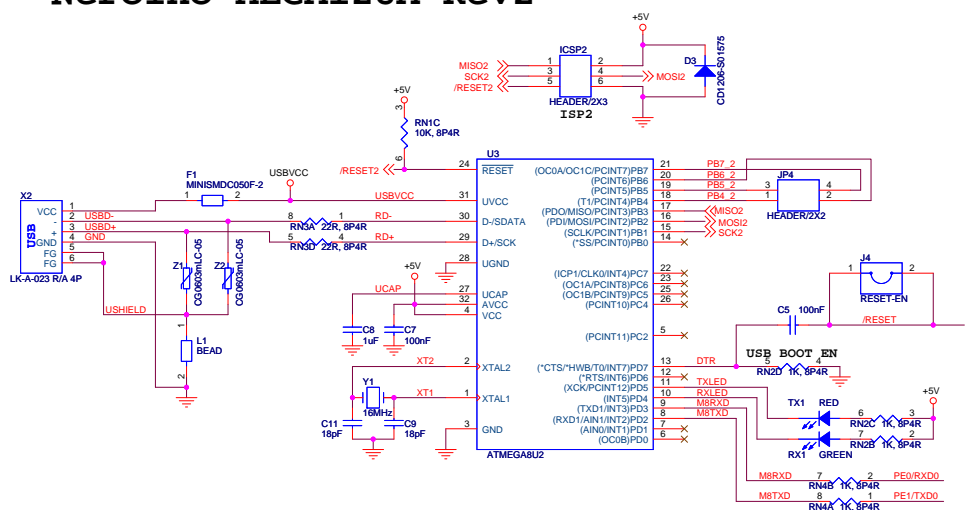 +5V
ICSP2
MISO2
SCK2
/RESET2
1
3
5
2
4
6
MOSI2
HEADER/2X3
ISP2
D3
CD1206-S01575
+5V
3
RN1C
10K, 8P4R
6
/RESET2
24
U3
RESET
UVCC
D-/SDATA
D+/SCK
UGND
UCAP
AVCC
VCC
XTAL2
XTAL1
GND
(OC0A/OC1C/PCINT7)PB7
(PCINT6)PB6
(PCINT5)PB5
(T1/PCINT4)PB4
(PDO/MISO/PCINT3)PB3
(PDI/MOSI/PCINT2)PB2
(SCLK/PCINT1)PB1
(*SS/PCINT0)PB0
(ICP1/CLK0/INT4)PC7
(OC1A/PCINT8)PC6
(OC1B/PCINT9)PC5
(PCINT10)PC4
(PCINT11)PC2
(*CTS/*HWB/T0/INT7)PD7
(*RTS/INT6)PD6
(XCK/PCINT12)PD5
(INT5)PD4
(TXD1/INT3)PD3
(RXD1/AIN1/INT2)PD2
(AIN0/INT1)PD1
(OC0B)PD0
ATMEGA8U2
21
20
19
18
17
16
15
14
22
23
25
26
5
13
12
11
10
9
8
7
6
PB7_2
PB6_2
PB5_2
PB4_2
MISO2
MOSI2
SCK2
JP4
3
1
4
2
HEADER/2X2
F1
MINISMDC050F-2
1
2
USBVCC
USBVCC
31
X2
USB
VCC
D-
D+
GND
FG
FG
1
2
3
4
5
6
USBD-
USBD+
GND
LK-A-023 R/A 4P
8
1
RD-
30
RN3A 22R, 8P4R
5
4
RD+
29
RN3D 22R, 8P4R
28
Z1
CG0603mLC-05
Z2
CG0603mLC-05
USHIELD
1
L1
BEAD
2
+5V
UCAP
27
32
4
C8
1uF
C7
100nF
XT2
2
Y1
16MHz
XT1
1
C11
18pF
C9
18pF
3
J4
1
2
RESET-EN
C5
100nF
/RESET
DTR
USB BOOT EN
5
4
RN2D 1K, 8P4R
TXLED
RXLED
M8RXD
M8TXD
+5V
TX1
RED
6
3
RN2C 1K, 8P4R
RX1
GREEN
7
2
RN2B 1K, 8P4R
M8RXD
7
2
PE0/RXD0
RN4B 1K, 8P4R
M8TXD
8
1
PE1/TXD0
RN4A 1K, 8P4R